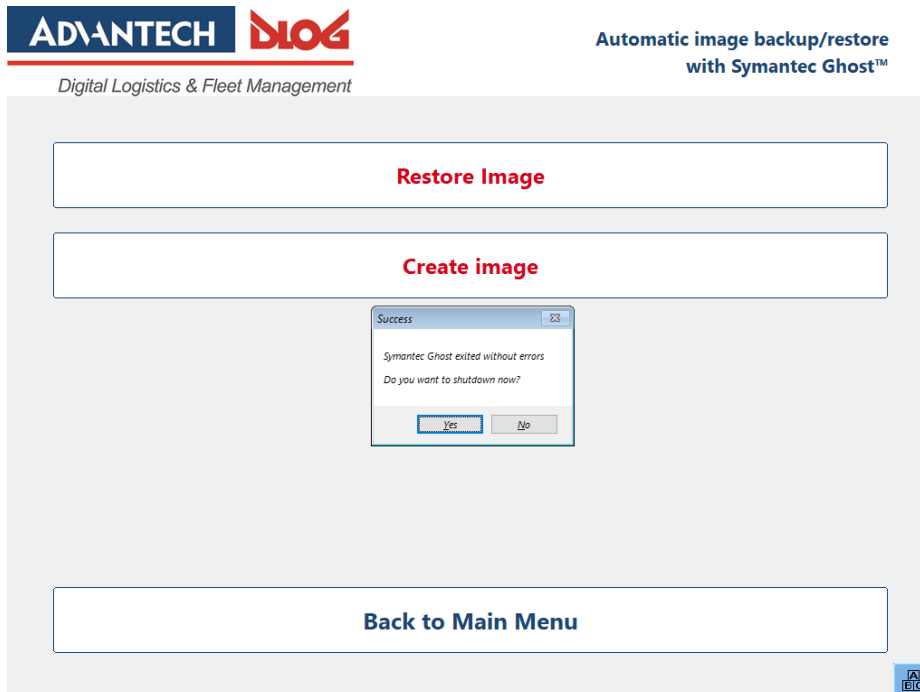 ADVANTECH DLOG
Automatic image backup/restore
with Symantec Ghost™
Digital Logistics & Fleet Management
Restore Image
Create image
Success
Symantec Ghost exited without errors
Do you want to shutdown now?
Yes No
Back to Main Menu